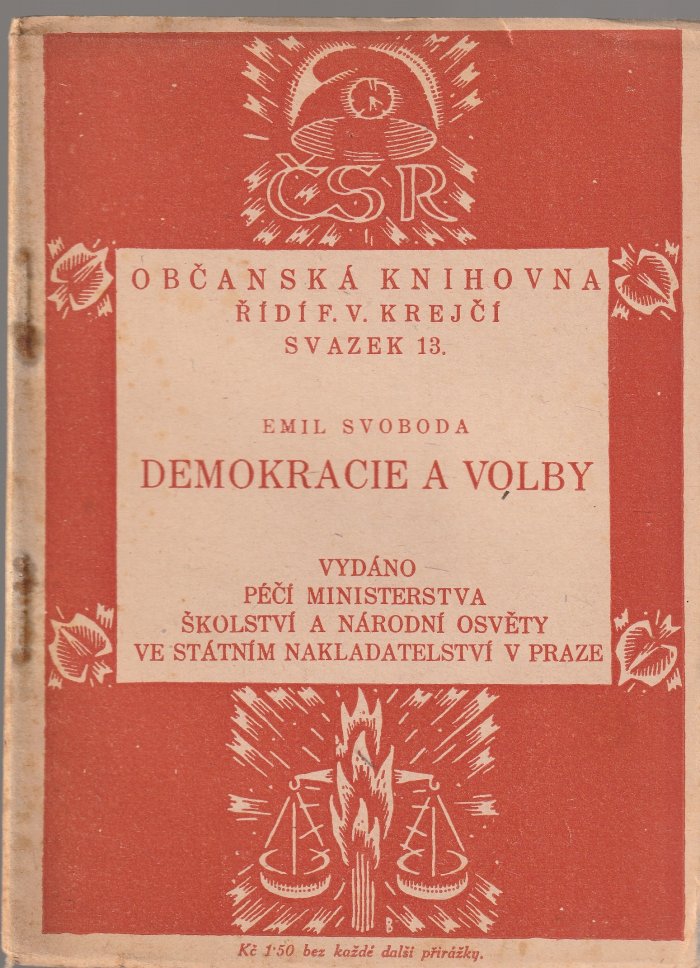 ČSR
OBČANSKÁ KNIHOVNA
ŘÍDÍ F. V. KREJČÍ
SVAZEK 13.
EMIL SVOBODA
DEMOKRACIE A VOLBY
VYDÁNO
PÉČÍ MINISTERSTVA
ŠKOLSTVÍ A NÁRODNÍ OSVĚTY
VE STÁTNÍM NAKLADATELSTVÍ V PRAZE
B
Kč 1·50 bez každé další přirážky.